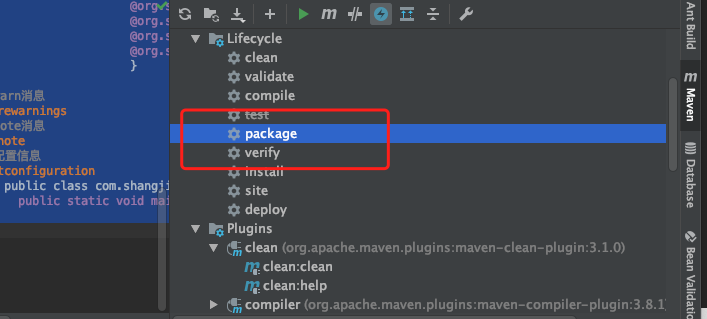 @org.s
@org.s
@org.s
@org.s
}
arn消息
rewarnings
ote消息
note
配置信息
tconfiguration
public class com.shangji
public static void mai
Lifecycle
clean
validate
compile
test
package
verify
install
site
deploy
Plugins
clean (org.apache.maven.plugins:maven-clean-plugin:3.1.0)
clean:clean
clean:help
compiler (org.apache.maven.plugins:maven-compiler-plugin:3.8.1)
Ant Build
Maven
Database
Bean Validation